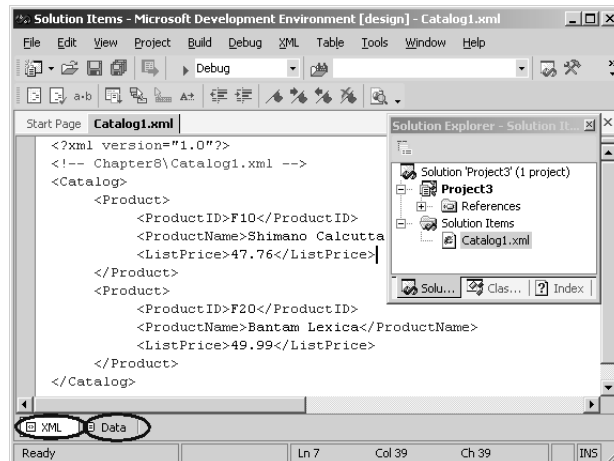 Solution Items - Microsoft Development Environment [design] - Catalog1.xml
File Edit View Project Build Debug XML Table Tools Window Help
Debug
a·b
Start Page Catalog1.xml
<?xml version="1.0"?>
<!-- Chapter8\Catalog1.xml -->
<Catalog>
<Product>
<ProductID>F10</ProductID>
<ProductName>Shimano Calcutta
<ListPrice>47.76</ListPrice>
</Product>
<Product>
<ProductID>F20</ProductID>
<ProductName>Bantam Lexica</ProductName>
<ListPrice>49.99</ListPrice>
</Product>
</Catalog>
Solution Explorer - Solution It...
Solution 'Project3' (1 project)
Project3
References
Solution Items
Catalog1.xml
Solu... Clas... Index
XML Data
Ready Ln 7 Col 39 Ch 39 INS